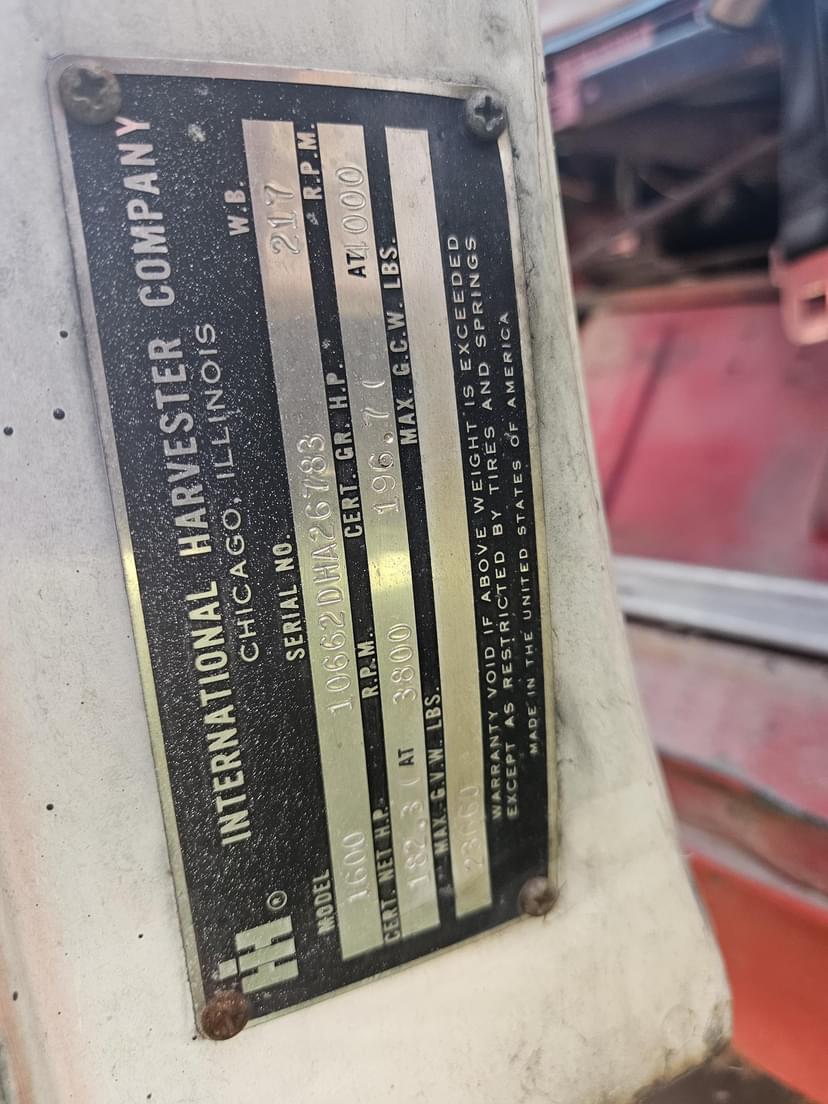 IH ® INTERNATIONAL HARVESTER COMPANY
CHICAGO, ILLINOIS
MODEL SERIAL NO. W.B.
1600 10662DHA26783 217
CERT. NET H.P. R.P.M. CERT. GR. H.P. R.P.M.
182.3 ( AT 3800 196.7 ( AT 4000
MAX. G.V.W. LBS. MAX. G.C.W. LBS.
WARRANTY VOID IF ABOVE WEIGHT IS EXCEEDED
EXCEPT AS RESTRICTED BY TIRES AND SPRINGS
MADE IN THE UNITED STATES OF AMERICA